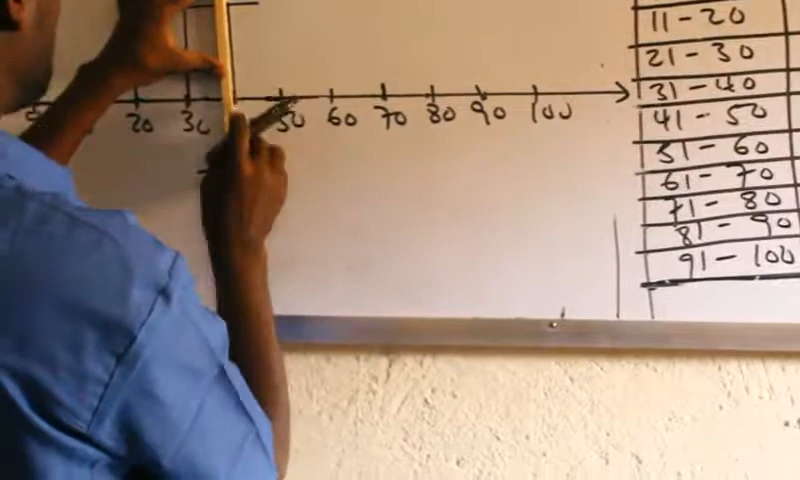 20 30 50 60 70 80 90 100
11 - 20
21 - 30
31 - 40
41 - 50
51 - 60
61 - 70
71 - 80
81 - 90
91 - 100